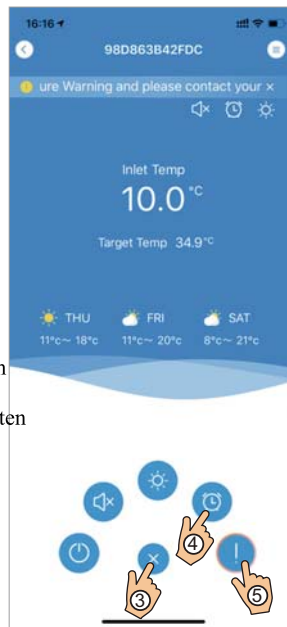 16:16
98D863B42FDC
ure Warning and please contact your ×
Inlet Temp
10.0°C
Target Temp 34.9°C
THU FRI SAT
11°c~ 18°c 11°c~ 20°c 8°c~ 21°c
n
ten
④
③ ⑤